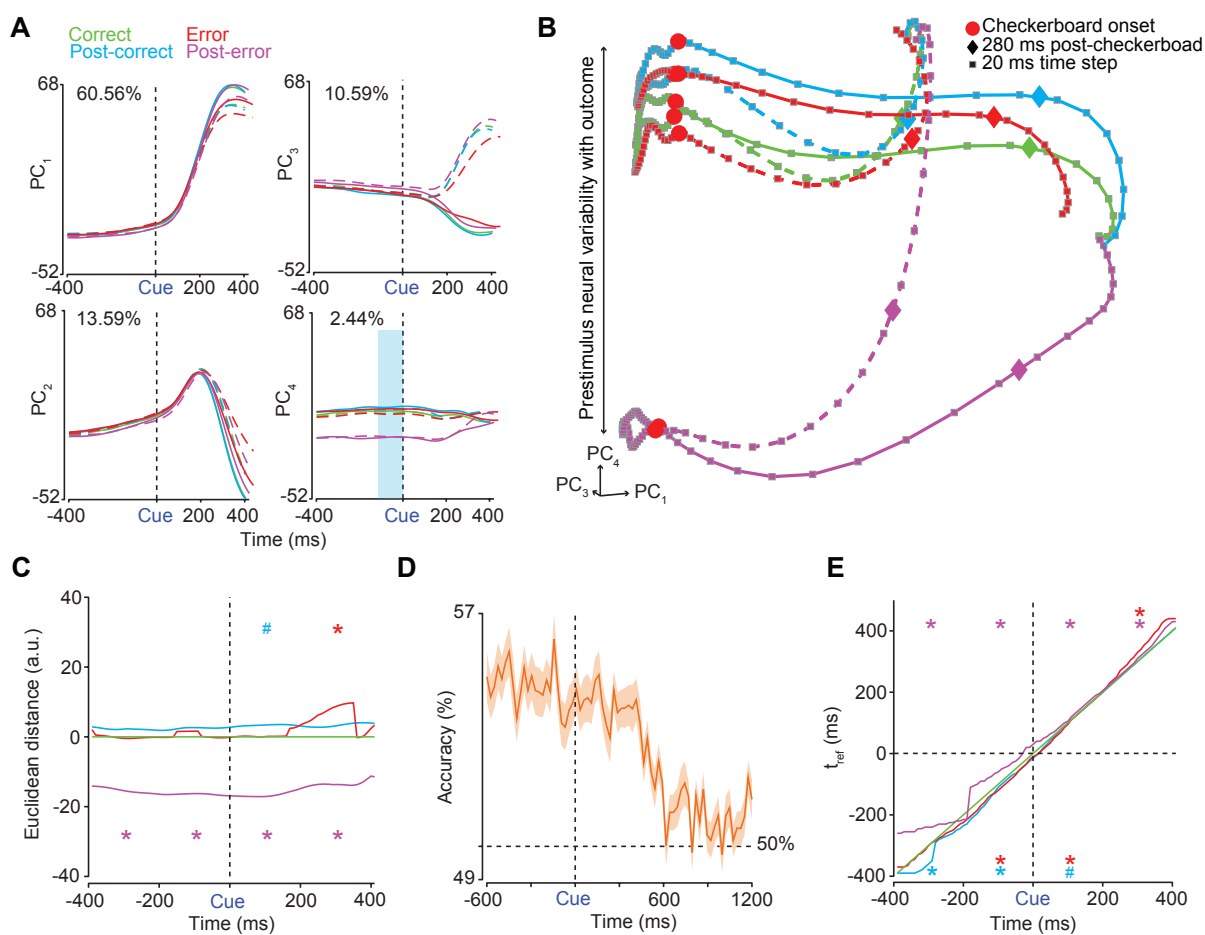 A
Correct
Error
Post-correct
Post-error
68
60.56%
PC1
-52
-400
Cue
200
400
68
10.59%
PC3
-52
-400
Cue
200
400
68
13.59%
PC2
-52
-400
Cue
200
400
68
2.44%
PC4
-52
-400
Cue
200
400
Time (ms)
B
Checkerboard onset
280 ms post-checkerboad
20 ms time step
Prestimulus neural variability with outcome
PC4
PC3
PC1
C
40
20
0
-20
-40
Euclidean distance (a.u.)
#
*
* * * *
-400
-200
Cue
200
400
Time (ms)
D
57
49
Accuracy (%)
50%
-600
Cue
600
1200
Time (ms)
E
400
200
0
-200
-400
tref (ms)
*
* * * *
* *
* * #
-400
-200
Cue
200
400
Time (ms)